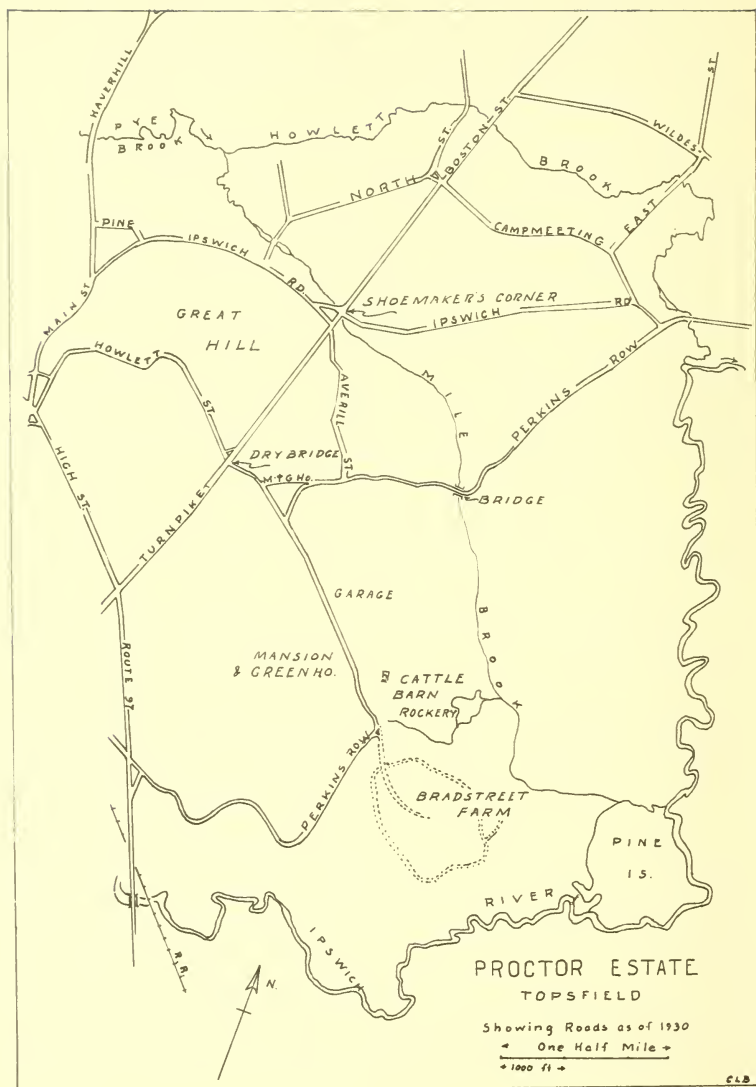 HAVERHILL
ST
PYE
BROOK
HOWLETT
BROOK
NORTH
ST.
BOSTON ST
WILDES
PINE
IPSWICH
RD.
CAMPMEETING
EAST
MAIN ST
GREAT
HILL
SHOEMAKER'S CORNER
IPSWICH
RD
HOWLETT
ST.
AVERILL
ST.
MILE
PERKINS ROW
DRY BRIDGE
HIGH ST.
TURNPIKE
BRIDGE
GARAGE
BROOK
MANSION
& GREENHO.
CATTLE
BARN
ROCKERY
ROUTE
PERKINS ROW
BRADSTREET
FARM
PINE
IS.
RIVER
IPSWICH
R.R.
N.
PROCTOR ESTATE
TOPSFIELD
Showing Roads as of 1930
One Half Mile
1000 ft
CLB